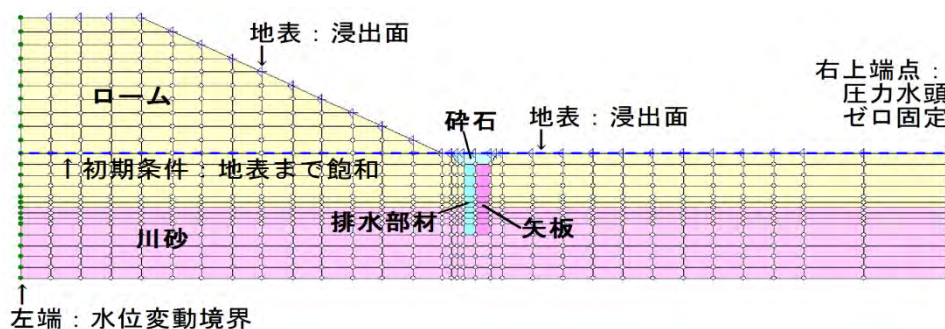 地表：浸出面
右上端点：
圧力水頭
ゼロ固定
ローム
砕石
地表：浸出面
↓
↓
↑初期条件：地表まで飽和
排水部材
矢板
川砂
↑
左端：水位変動境界